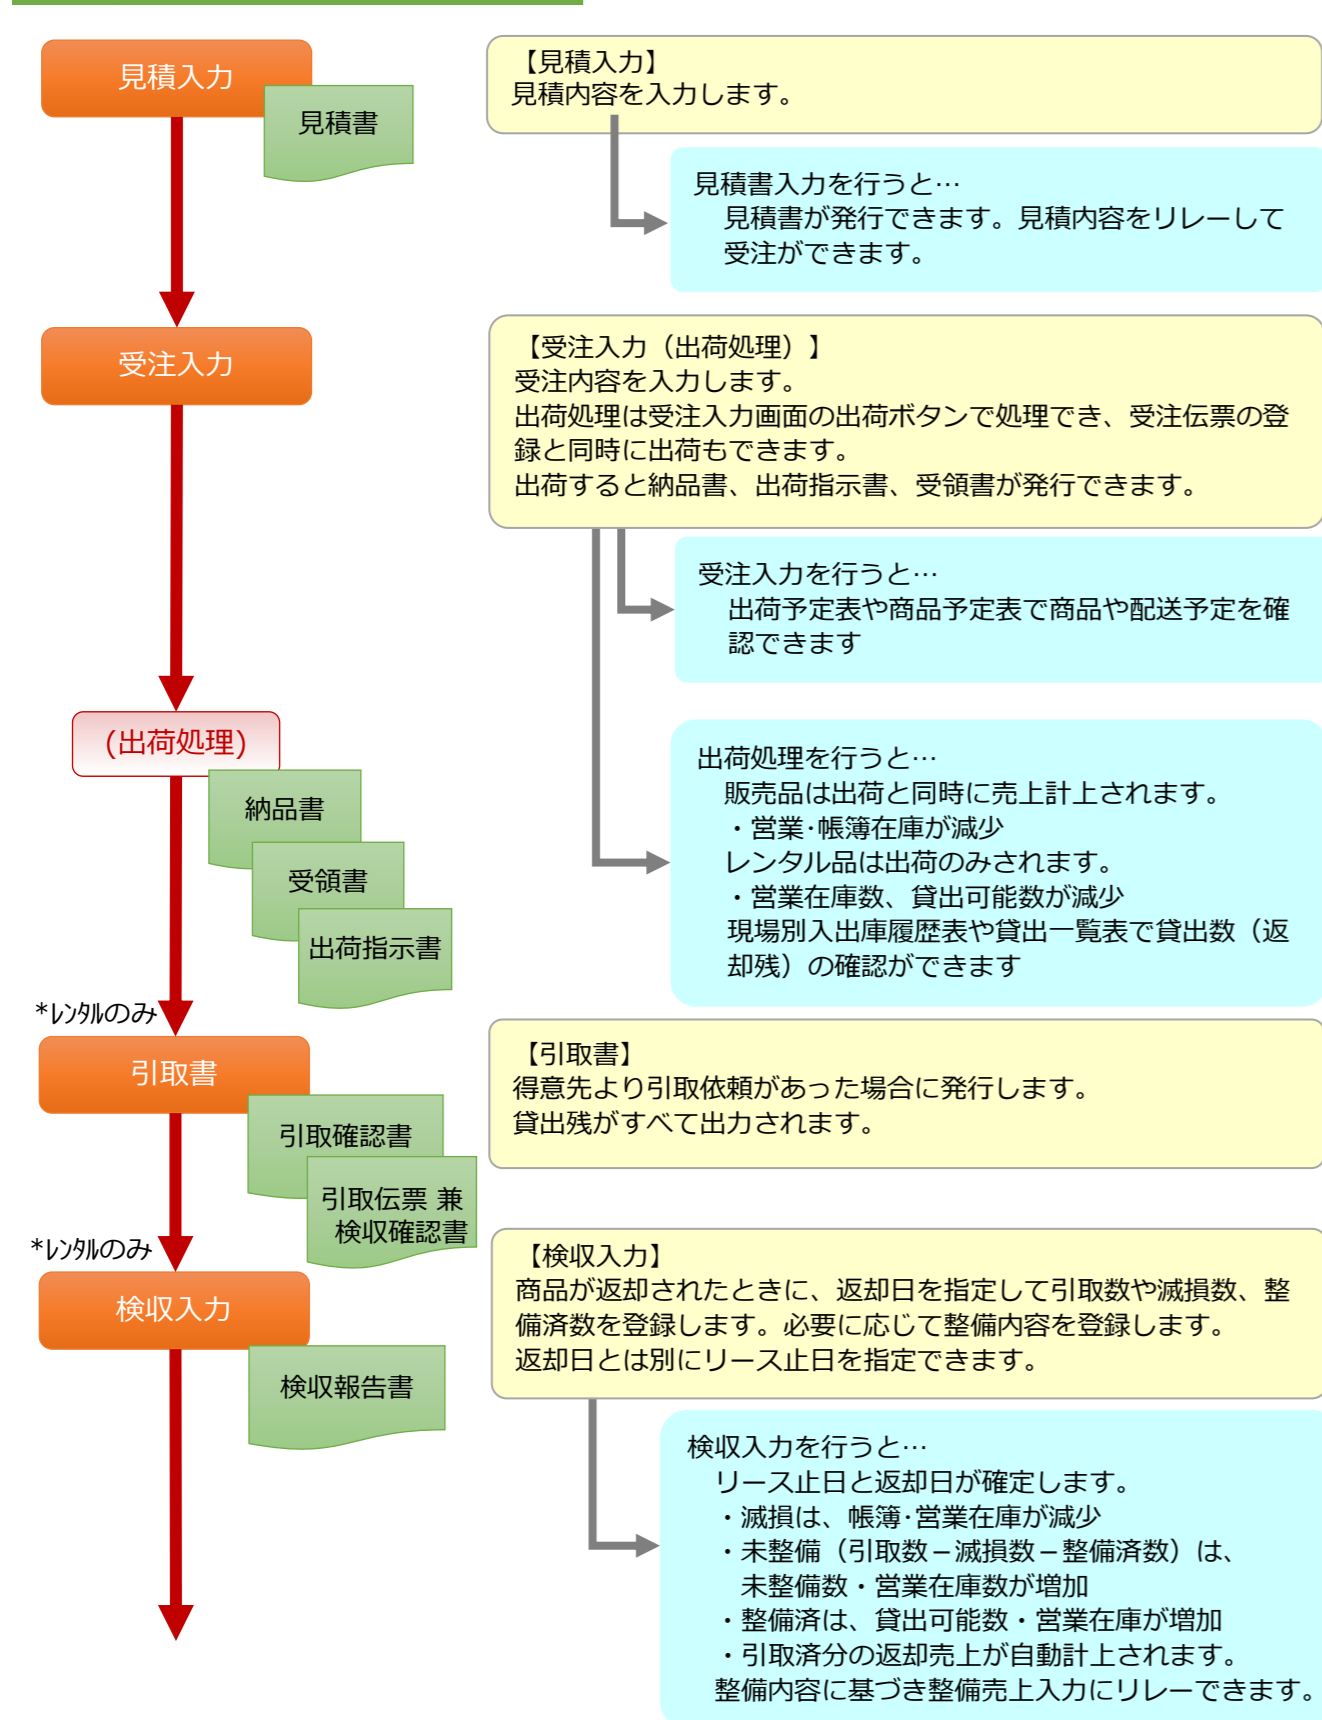 見積入力
見積書
【見積入力】
見積内容を入力します。
見積書入力を行うと…
見積書が発行できます。見積内容をリレーして
受注ができます。
受注入力
【受注入力（出荷処理）】
受注内容を入力します。
出荷処理は受注入力画面の出荷ボタンで処理でき、受注伝票の登
録と同時に出荷もできます。
出荷すると納品書、出荷指示書、受領書が発行できます。
受注入力を行うと…
出荷予定表や商品予定表で商品や配送予定を確
認できます
(出荷処理)
納品書
受領書
出荷指示書
出荷処理を行うと…
販売品は出荷と同時に売上計上されます。
・営業･帳簿在庫が減少
レンタル品は出荷のみされます。
・営業在庫数、貸出可能数が減少
現場別入出庫履歴表や貸出一覧表で貸出数（返
却残）の確認ができます
*ﾚﾝﾀﾙのみ
引取書
引取確認書
引取伝票 兼
検収確認書
【引取書】
得意先より引取依頼があった場合に発行します。
貸出残がすべて出力されます。
*ﾚﾝﾀﾙのみ
検収入力
検収報告書
【検収入力】
商品が返却されたときに、返却日を指定して引取数や滅損数、整
備済数を登録します。必要に応じて整備内容を登録します。
返却日とは別にリース止日を指定できます。
検収入力を行うと…
リース止日と返却日が確定します。
・滅損は、帳簿･営業在庫が減少
・未整備（引取数－滅損数－整備済数）は、
未整備数・営業在庫数が増加
・整備済は、貸出可能数・営業在庫が増加
・引取済分の返却売上が自動計上されます。
整備内容に基づき整備売上入力にリレーできます。